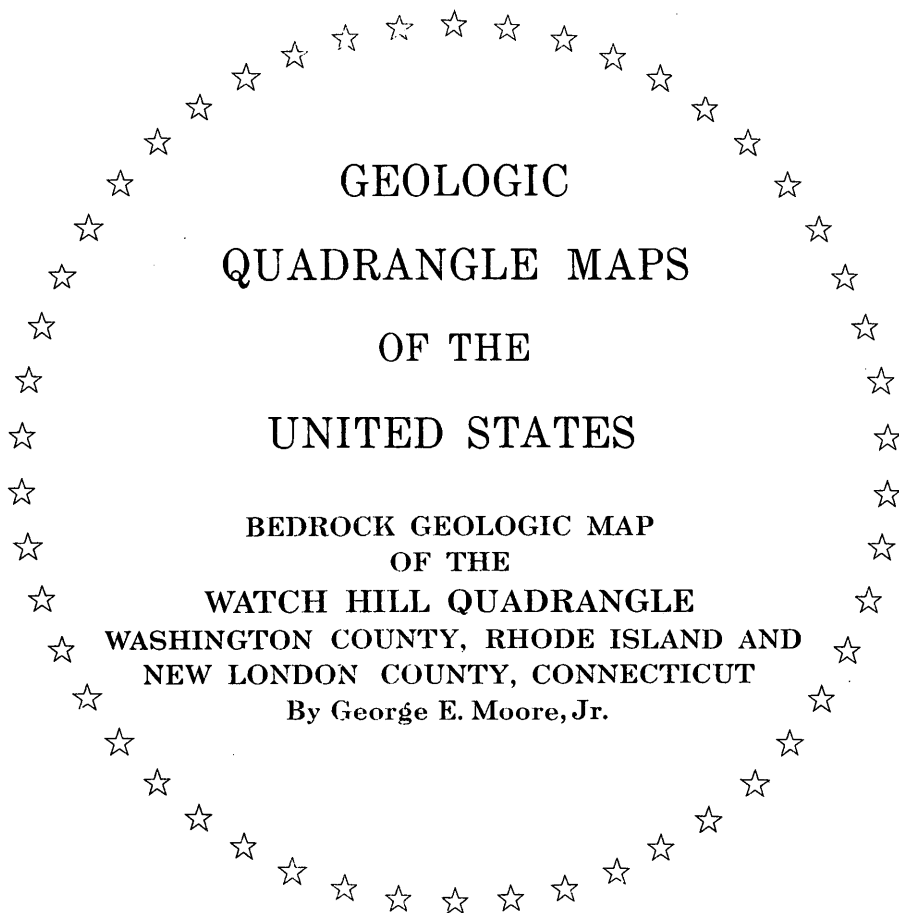 GEOLOGIC
QUADRANGLE MAPS
OF THE
UNITED STATES
BEDROCK GEOLOGIC MAP
OF THE
WATCH HILL QUADRANGLE
WASHINGTON COUNTY, RHODE ISLAND AND
NEW LONDON COUNTY, CONNECTICUT
By George E. Moore, Jr.